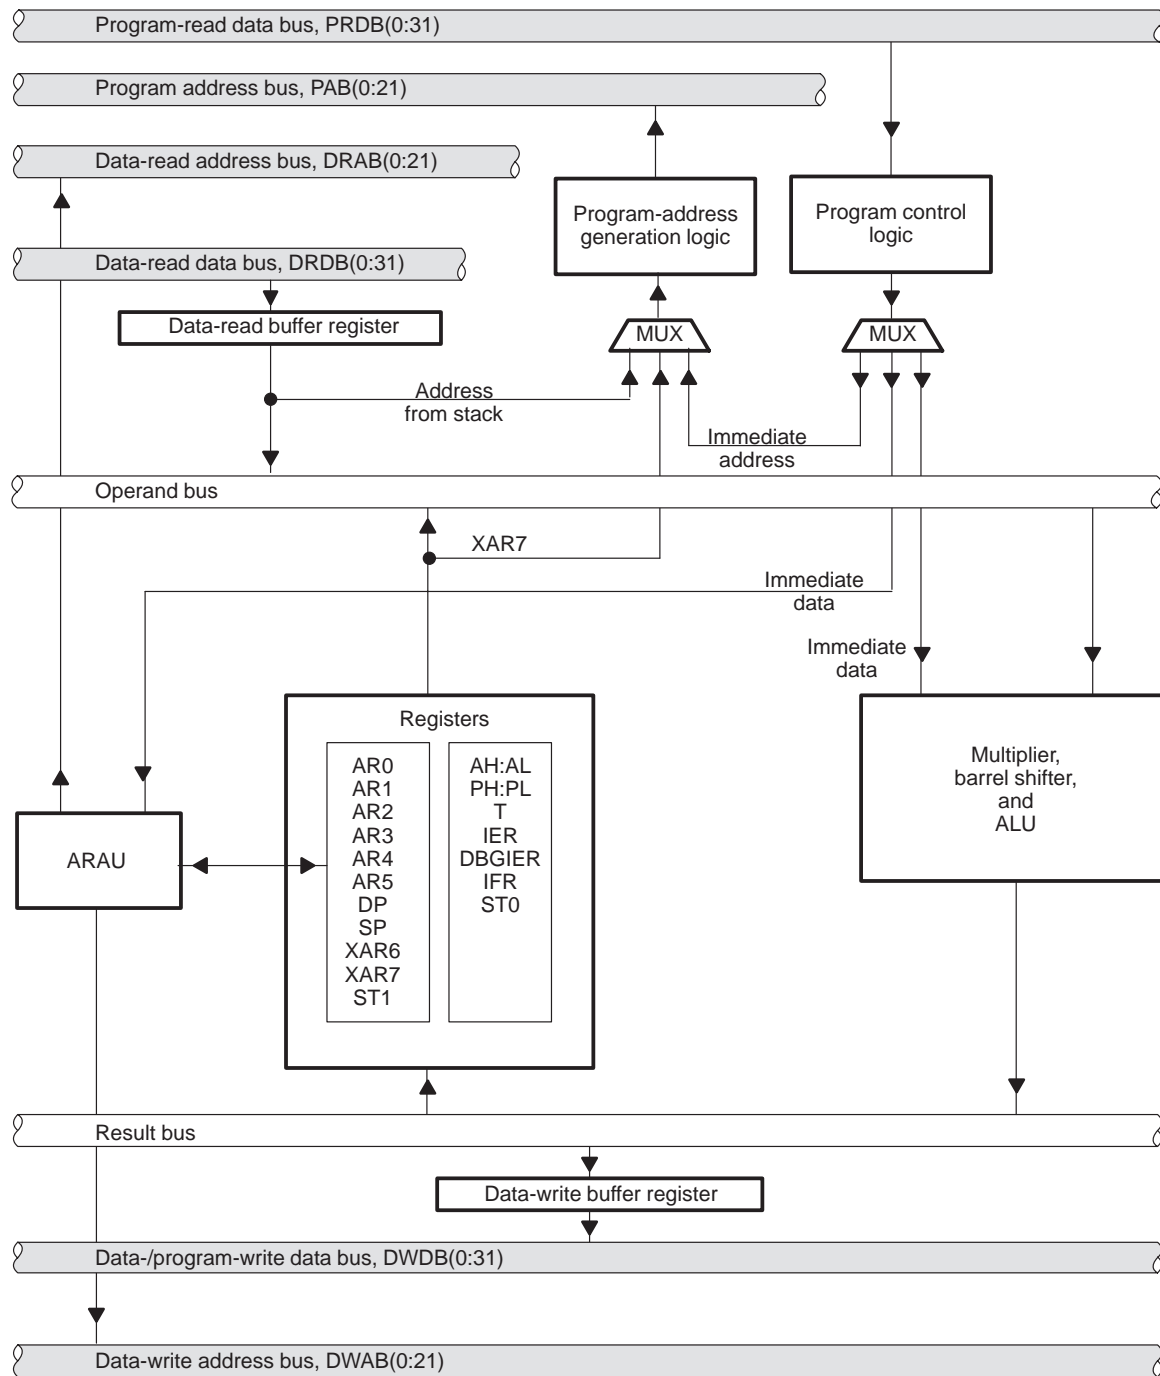 Program-read data bus, PRDB(0:31)
Program address bus, PAB(0:21)
Data-read address bus, DRAB(0:21)
Program-address
generation logic
Program control
logic
Data-read data bus, DRDB(0:31)
Data-read buffer register
MUX
MUX
Address
from stack
Immediate
address
Operand bus
XAR7
Immediate
data
Immediate
data
Registers
AR0
AR1
AR2
AR3
AR4
AR5
DP
SP
XAR6
XAR7
ST1
AH:AL
PH:PL
T
IER
DBGIER
IFR
ST0
Multiplier,
barrel shifter,
and
ALU
ARAU
Result bus
Data-write buffer register
Data-/program-write data bus, DWDB(0:31)
Data-write address bus, DWAB(0:21)